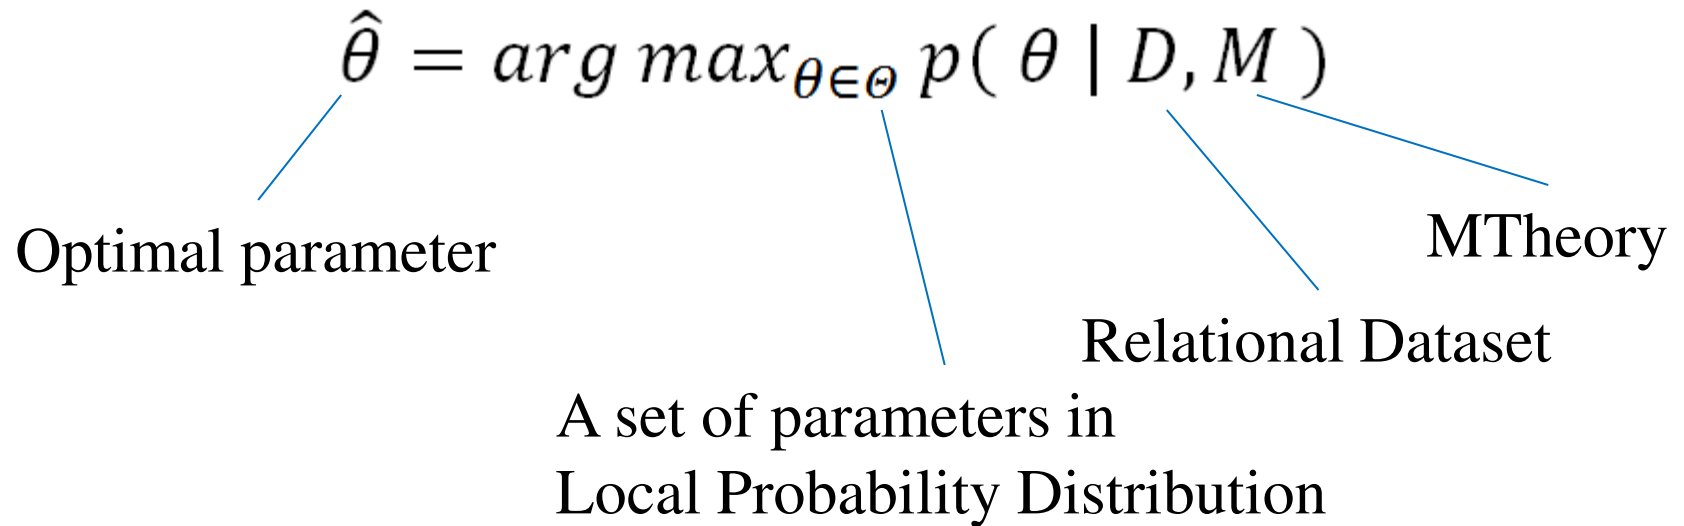 θ̂ = arg max_{θ∈Θ} p( θ | D, M )
Optimal parameter
MTheory
Relational Dataset
A set of parameters in
Local Probability Distribution